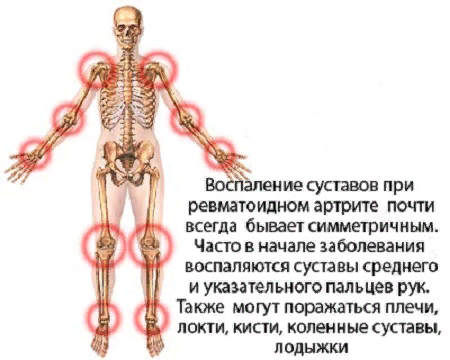 Воспаление суставов при
ревматоидном артрите почти
всегда бывает симметричным.
Часто в начале заболевания
воспаляются суставы среднего
и указательного пальцев рук.
Также могут поражаться плечи,
локти, кисти, коленные суставы,
лодыжки